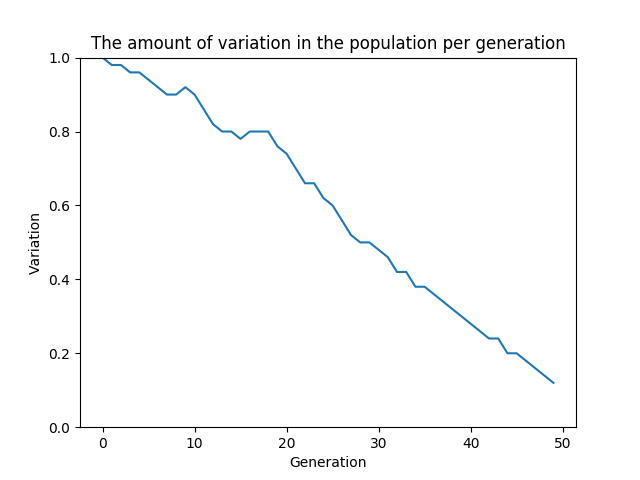 The amount of variation in the population per generation
1.0
0.8
0.6
0.4
0.2
0.0
Variation
0 10 20 30 40 50
Generation